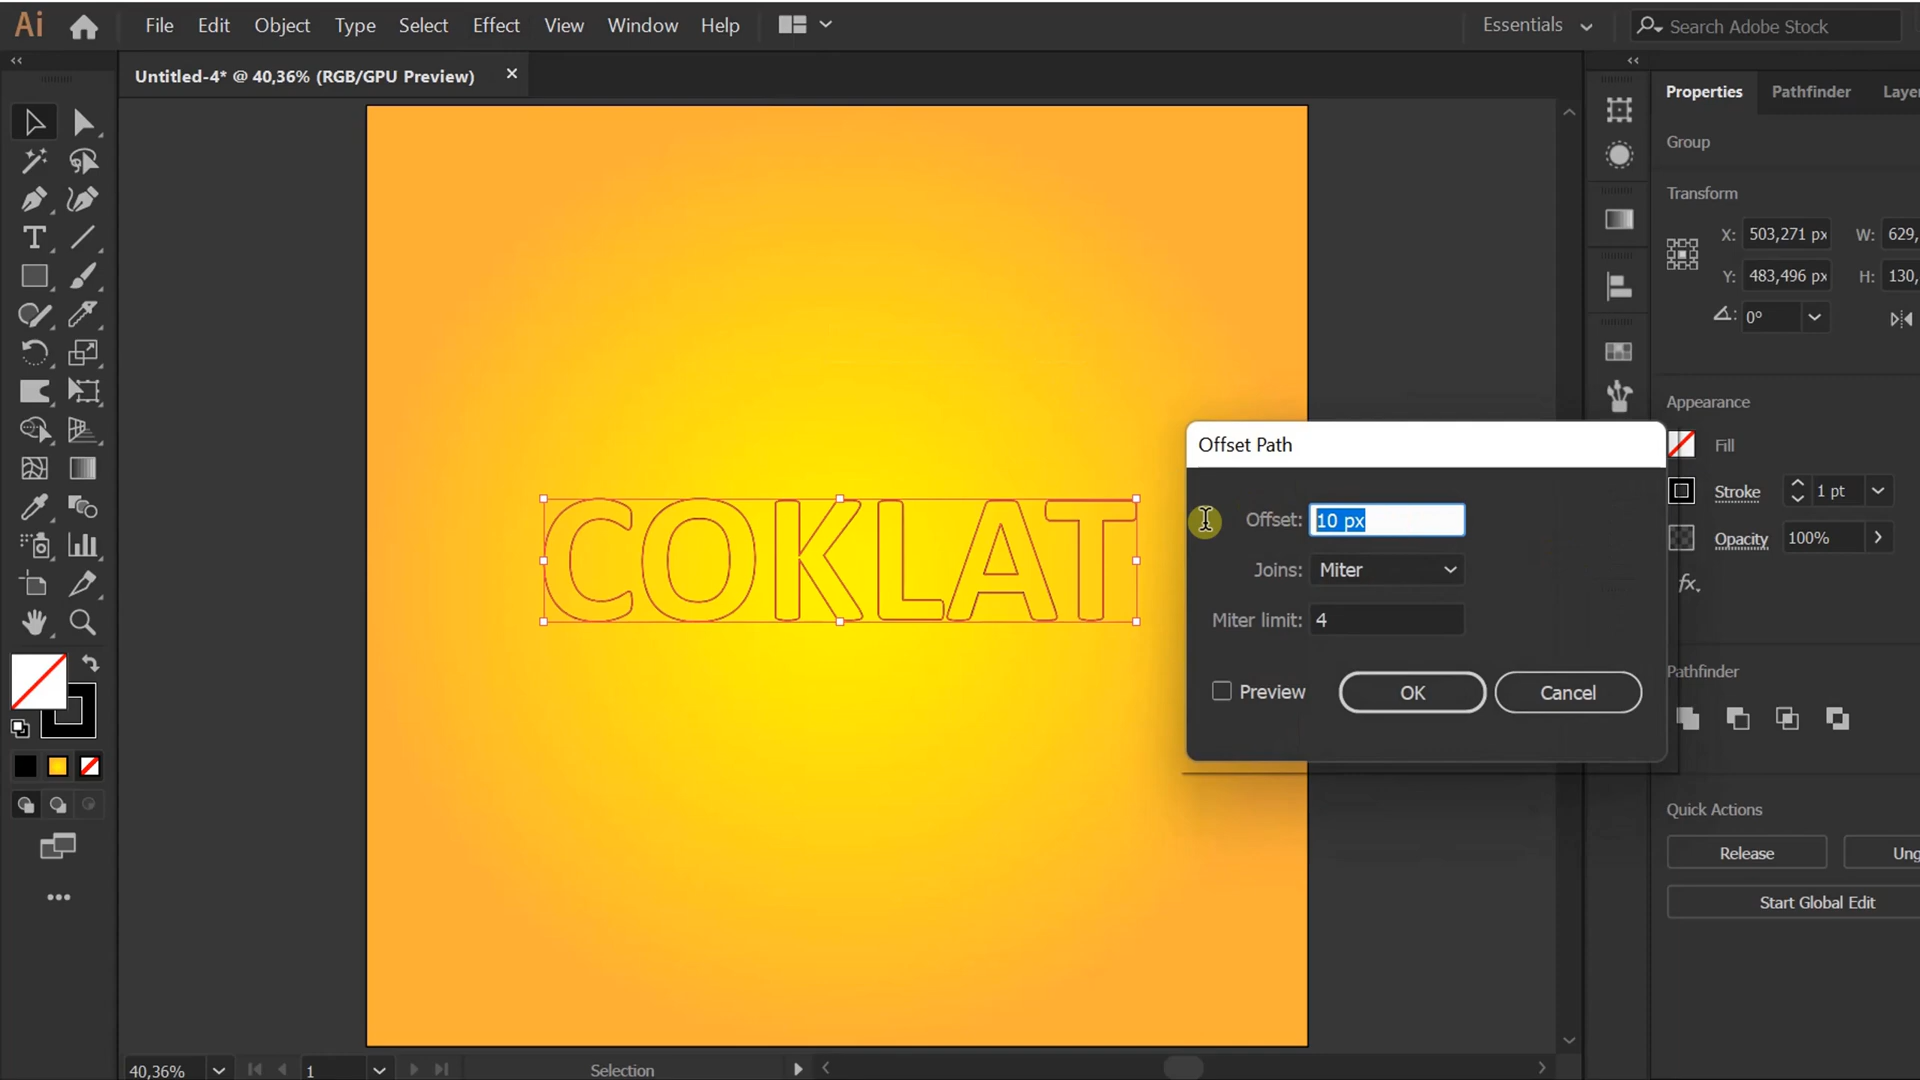 Ai File Edit Object Type Select Effect View Window Help Essentials Search Adobe Stock
Untitled-4* @ 40,36% (RGB/GPU Preview)
Properties Pathfinder Laye
Group
Transform
X: 503,271 px W: 629,
Y: 483,496 px H: 130,
0°
Appearance
Fill
Stroke 1 pt
Opacity 100%
fx.
Pathfinder
Quick Actions
Release Ung
Start Global Edit
COKLAT
Offset Path
Offset: 10 px
Joins: Miter
Miter limit: 4
Preview OK Cancel
40,36% 1 Selection